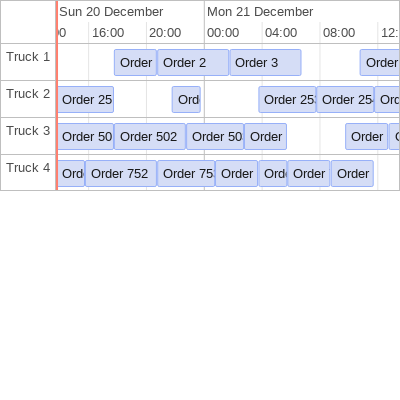 Sun 20 December Mon 21 December
16:00 20:00 00:00 04:00 08:00 12:
Truck 1 Order Order 2 Order 3 Order
Truck 2 Order 25 Ord Order 25 Order 25 Ord
Truck 3 Order 50 Order 502 Order 50 Order Order
Truck 4 Ord Order 752 Order 75 Order Ord Order Order